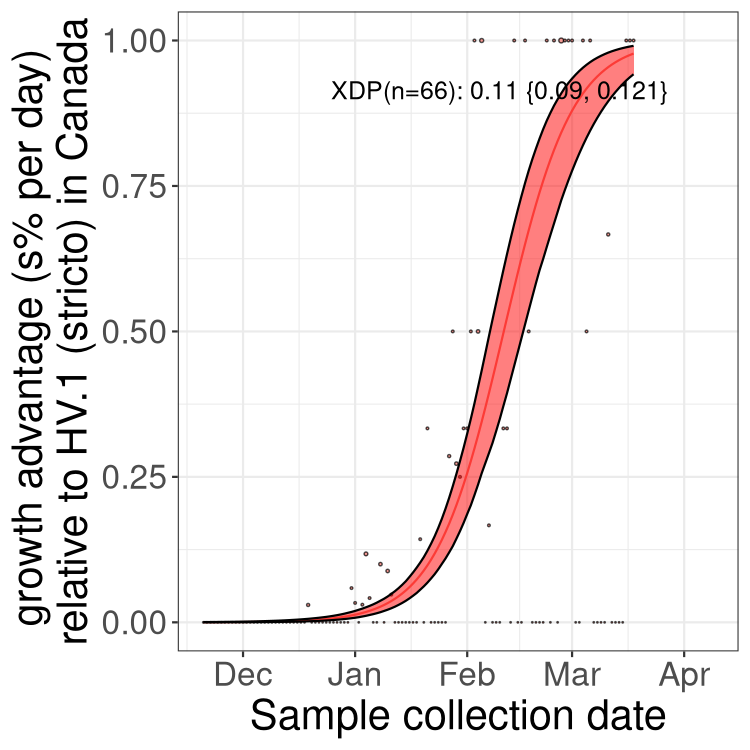 growth advantage (s% per day)
relative to HV.1 (stricto) in Canada
1.00
0.75
0.50
0.25
0.00
XDP(n=66): 0.11 {0.09, 0.121}
Dec Jan Feb Mar Apr
Sample collection date